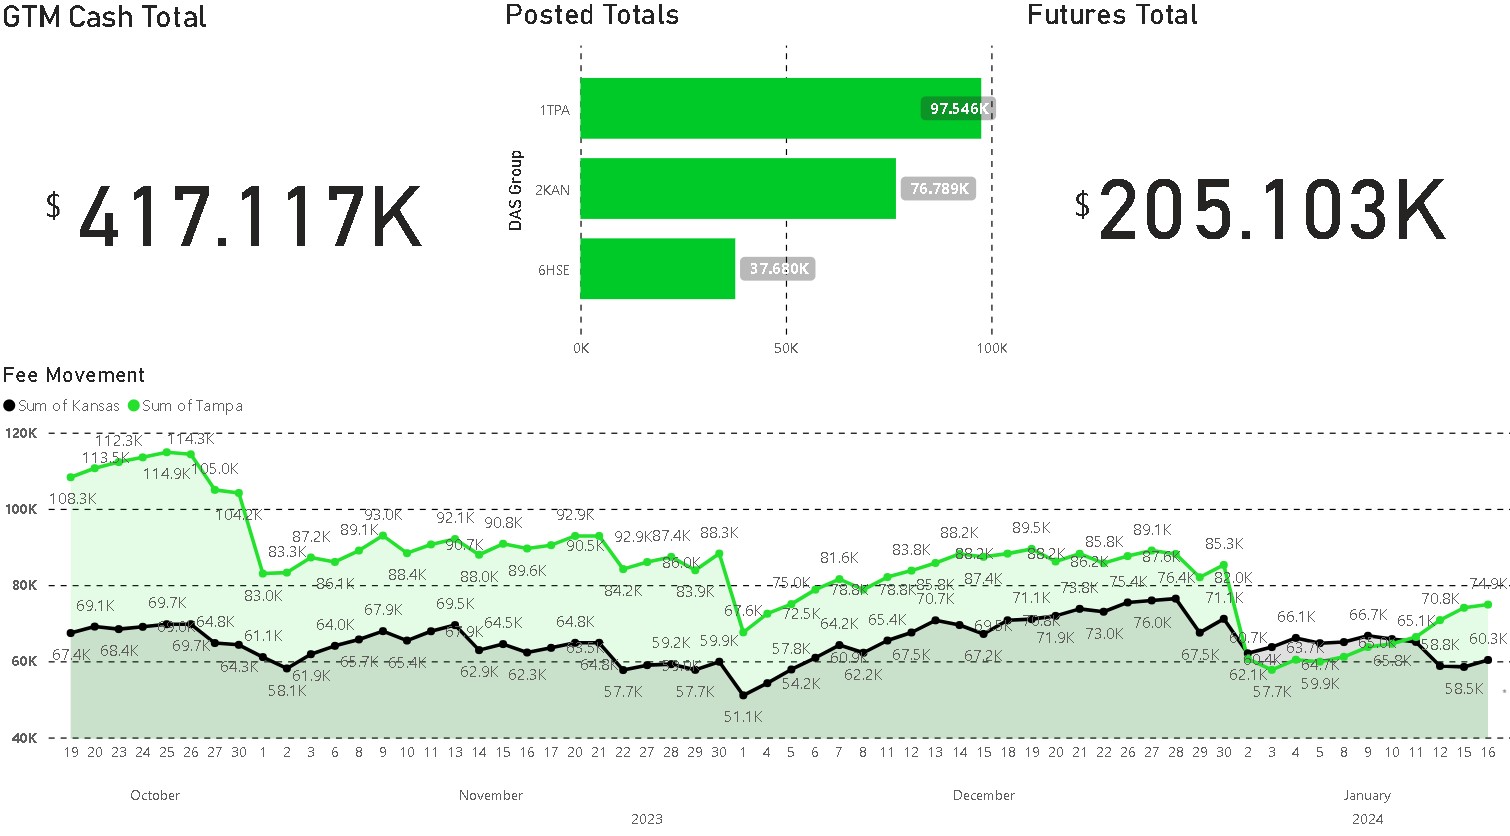 GTM Cash Total
Posted Totals
Futures Total
$ 417.117K
DAS Group
1TPA 97.546K
2KAN 76.789K
6HSE 37.680K
0K 50K 100K
$ 205.103K
Fee Movement
Sum of Kansas Sum of Tampa
120K
100K
80K
60K
40K
108.3K 113.5K 112.3K 114.9K 114.3K 105.0K 104.2K 83.0K 83.3K 87.2K 86.1K 89.1K 93.0K 88.4K 92.1K 90.7K 88.0K 90.8K 89.6K 92.9K 90.5K 84.2K 92.9K 87.4K 86.0K 83.9K 88.3K 67.6K 75.0K 72.5K 81.6K 78.8K 78.8K 83.8K 85.8K 88.2K 88.2K 87.4K 89.5K 88.2K 86.2K 85.8K 89.1K 87.6K 82.0K 85.3K 60.4K 57.7K 59.9K 65.1K 70.8K 74.9K
67.4K 69.1K 68.4K 69.7K 69.7K 64.8K 64.3K 61.1K 58.1K 61.9K 64.0K 65.7K 67.9K 65.4K 69.5K 67.9K 62.9K 64.5K 62.3K 64.8K 63.5K 64.8K 57.7K 59.2K 57.7K 59.9K 51.1K 57.8K 54.2K 64.2K 60.9K 62.2K 65.4K 67.5K 70.7K 67.2K 71.1K 71.9K 73.8K 73.0K 75.4K 76.0K 76.4K 67.5K 71.1K 60.7K 62.1K 66.1K 63.7K 64.7K 66.7K 65.8K 58.8K 58.5K 60.3K
19 20 23 24 25 26 27 30 1 2 3 6 8 9 10 11 13 14 15 16 17 20 21 22 27 28 29 30 1 4 5 6 7 8 11 12 13 14 15 18 19 20 21 22 26 27 28 29 30 2 3 4 5 8 9 10 11 12 15 16
October November December January
2023 2024